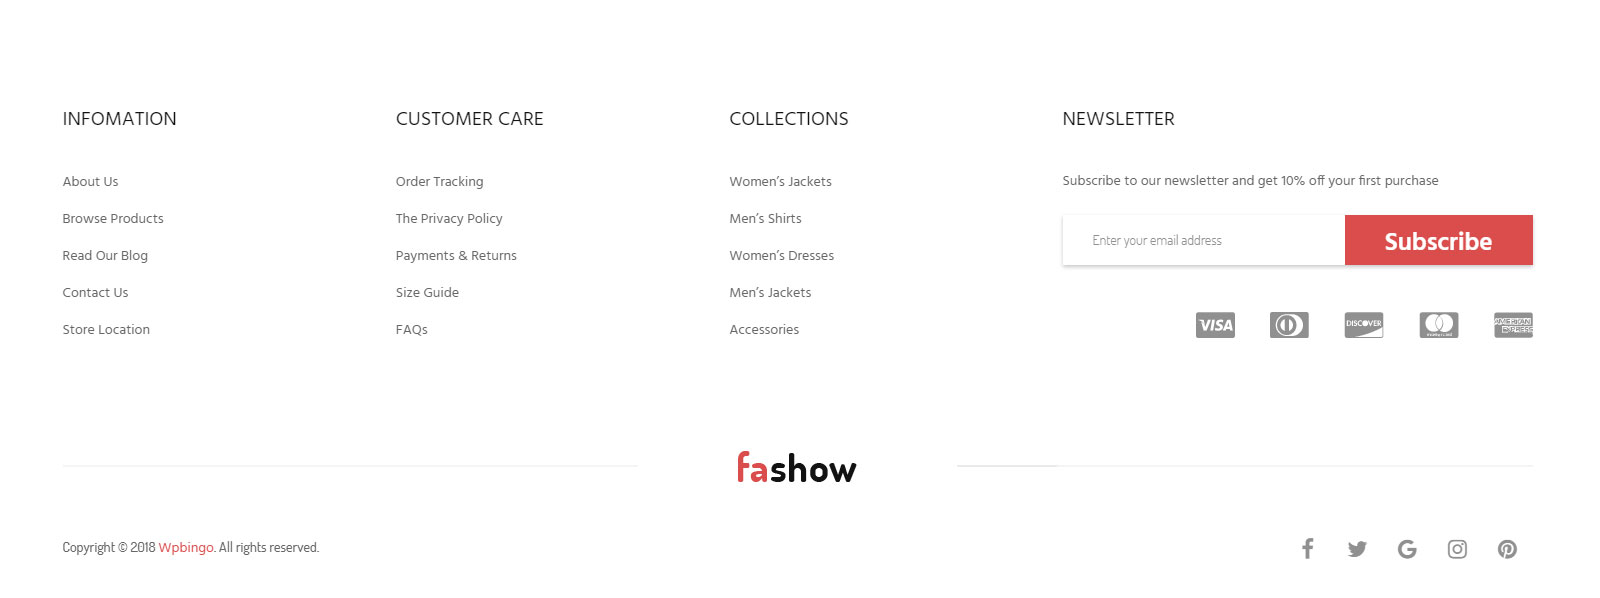 INFOMATION
About Us
Browse Products
Read Our Blog
Contact Us
Store Location
CUSTOMER CARE
Order Tracking
The Privacy Policy
Payments & Returns
Size Guide
FAQs
COLLECTIONS
Women's Jackets
Men's Shirts
Women's Dresses
Men's Jackets
Accessories
NEWSLETTER
Subscribe to our newsletter and get 10% off your first purchase
Enter your email address
Subscribe
VISA
DISCOVER
AMERICAN
EXPRESS
fashow
Copyright © 2018 Wpbingo. All rights reserved.